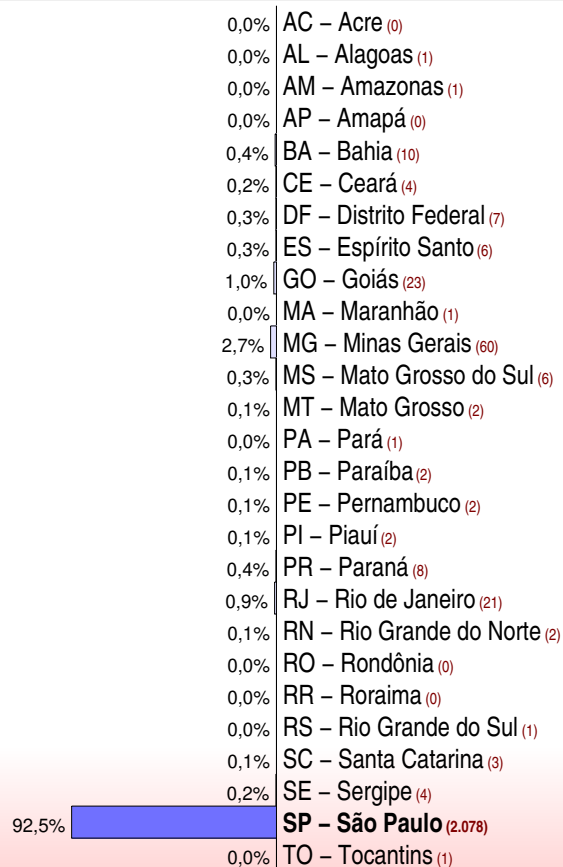 0,0% AC – Acre (0)
0,0% AL – Alagoas (1)
0,0% AM – Amazonas (1)
0,0% AP – Amapá (0)
0,4% BA – Bahia (10)
0,2% CE – Ceará (4)
0,3% DF – Distrito Federal (7)
0,3% ES – Espírito Santo (6)
1,0% GO – Goiás (23)
0,0% MA – Maranhão (1)
2,7% MG – Minas Gerais (60)
0,3% MS – Mato Grosso do Sul (6)
0,1% MT – Mato Grosso (2)
0,0% PA – Pará (1)
0,1% PB – Paraíba (2)
0,1% PE – Pernambuco (2)
0,1% PI – Piauí (2)
0,4% PR – Paraná (8)
0,9% RJ – Rio de Janeiro (21)
0,1% RN – Rio Grande do Norte (2)
0,0% RO – Rondônia (0)
0,0% RR – Roraima (0)
0,0% RS – Rio Grande do Sul (1)
0,1% SC – Santa Catarina (3)
0,2% SE – Sergipe (4)
92,5% SP – São Paulo (2.078)
0,0% TO – Tocantins (1)